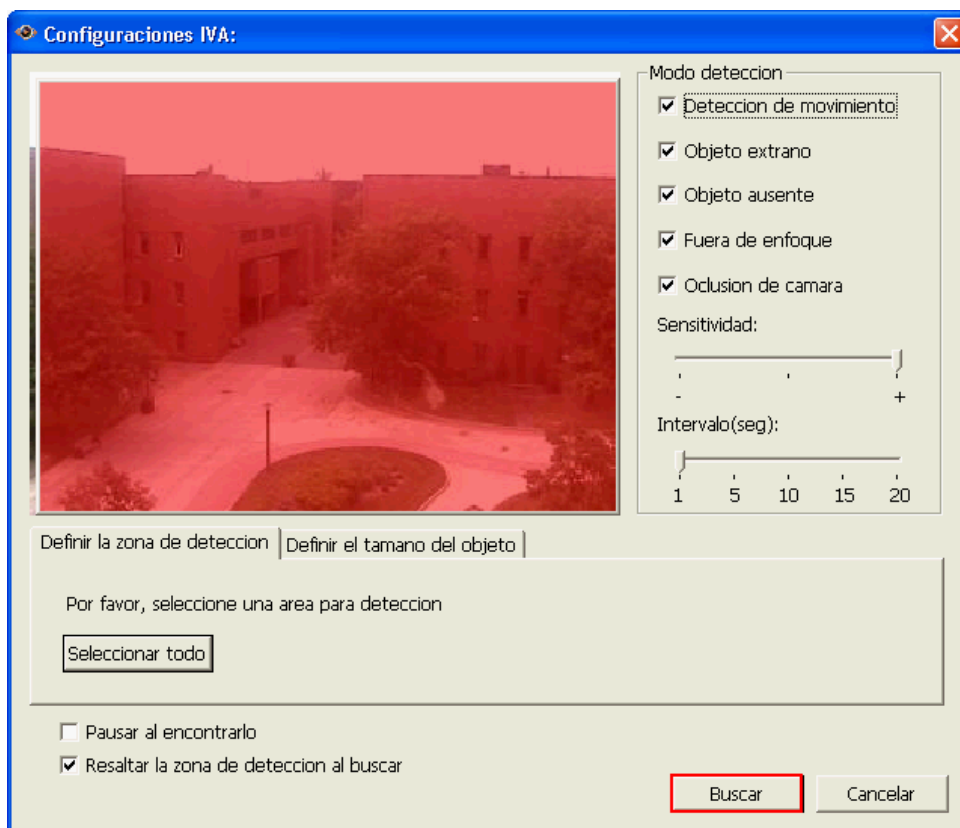 Configuraciones IVA:
Modo deteccion
Deteccion de movimiento
Objeto extrano
Objeto ausente
Fuera de enfoque
Oclusion de camara
Sensitividad:
- +
Intervalo(seg):
1 5 10 15 20
Definir la zona de deteccion Definir el tamano del objeto
Por favor, seleccione una area para deteccion
Seleccionar todo
Pausar al encontrarlo
Resaltar la zona de deteccion al buscar
Buscar Cancelar